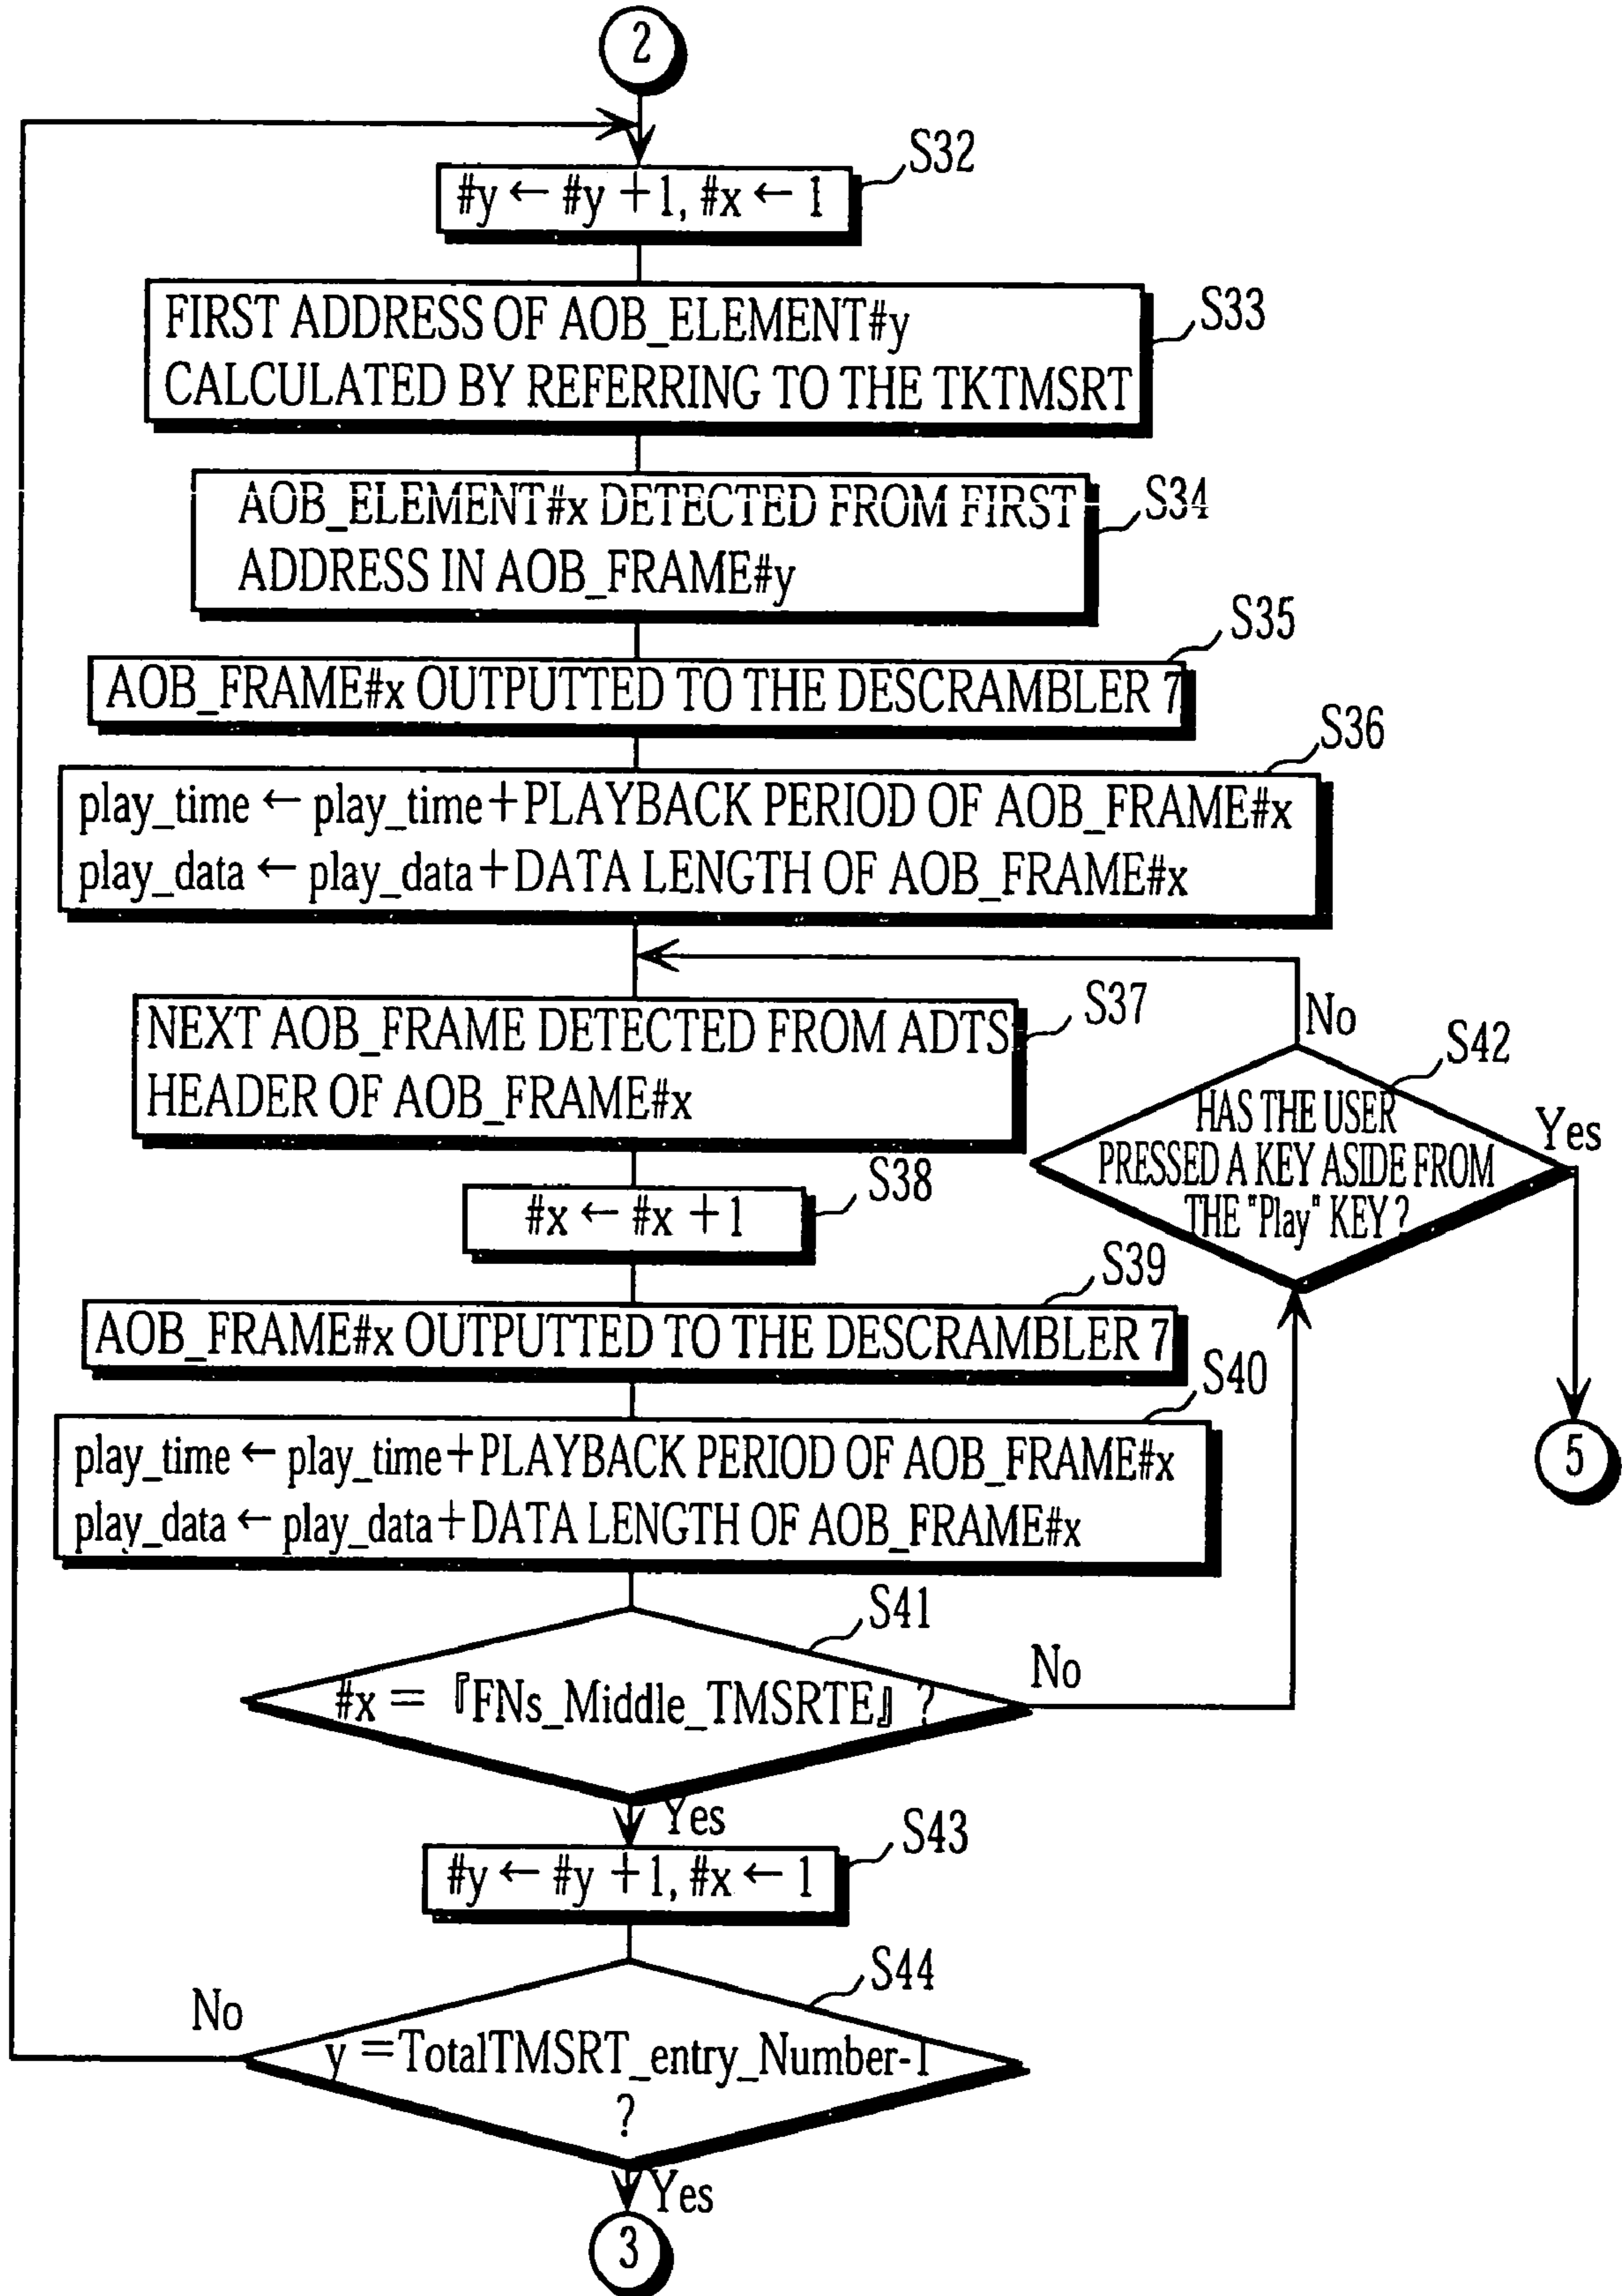 2
S32
#y ← #y +1, #x ← 1
S33
FIRST ADDRESS OF AOB_ELEMENT#y
CALCULATED BY REFERRING TO THE TKTMSRT
S34
AOB_ELEMENT#x DETECTED FROM FIRST
ADDRESS IN AOB_FRAME#y
S35
AOB_FRAME#x OUTPUTTED TO THE DESCRAMBLER 7
S36
play_time ← play_time+PLAYBACK PERIOD OF AOB_FRAME#x
play_data ← play_data+DATA LENGTH OF AOB_FRAME#x
S37
NEXT AOB_FRAME DETECTED FROM ADTS
HEADER OF AOB_FRAME#x
No
S42
HAS THE USER
PRESSED A KEY ASIDE FROM
THE "Play" KEY ?
Yes
S38
#x ← #x +1
S39
AOB_FRAME#x OUTPUTTED TO THE DESCRAMBLER 7
S40
play_time ← play_time+PLAYBACK PERIOD OF AOB_FRAME#x
play_data ← play_data+DATA LENGTH OF AOB_FRAME#x
5
S41
#x = 『FNs_Middle_TMSRTE』 ?
No
Yes
S43
#y ← #y +1, #x ← 1
S44
No
y =TotalTMSRT_entry_Number-1
?
Yes
3